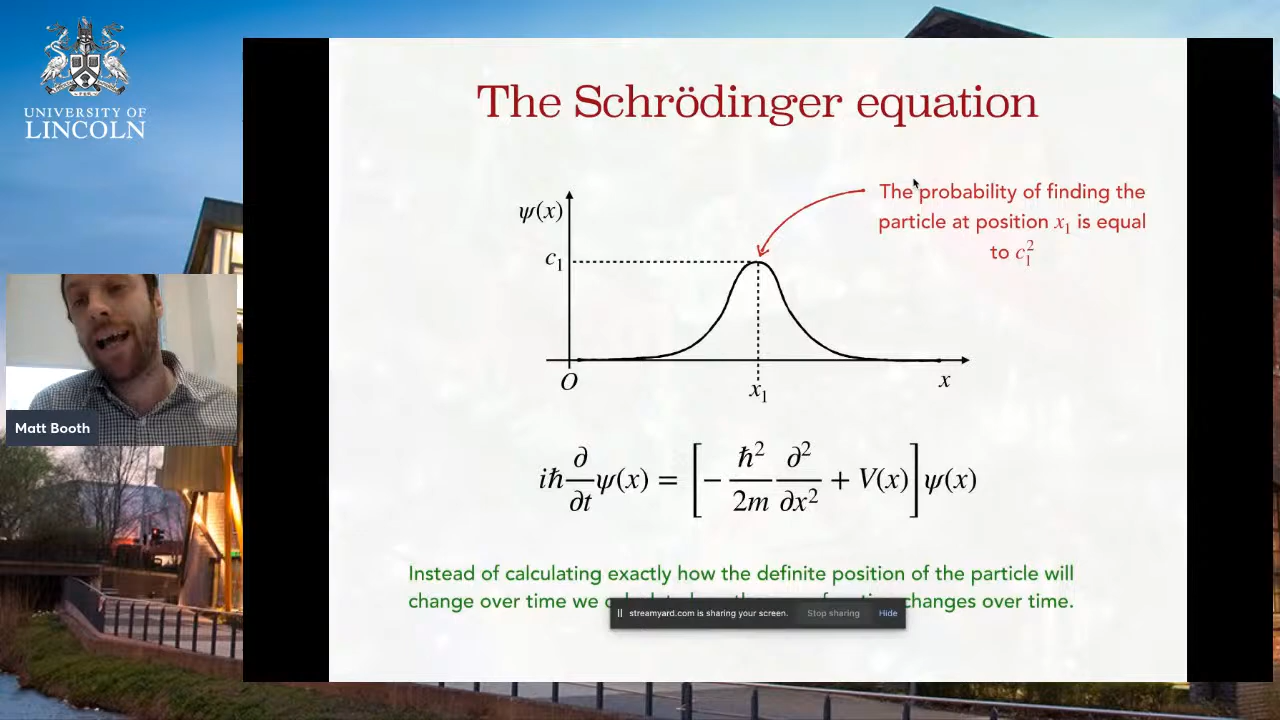 UNIVERSITY OF
LINCOLN
The Schrödinger equation
ψ(x)
c₁
The probability of finding the
particle at position x₁ is equal
to c₁²
O
x₁
x
Matt Booth
iħ ∂/∂t ψ(x) = [− ħ²/2m ∂²/∂x² + V(x)] ψ(x)
Instead of calculating exactly how the definite position of the particle will
change over time we changes over time.
streamyard.com is sharing your screen. Stop sharing Hide